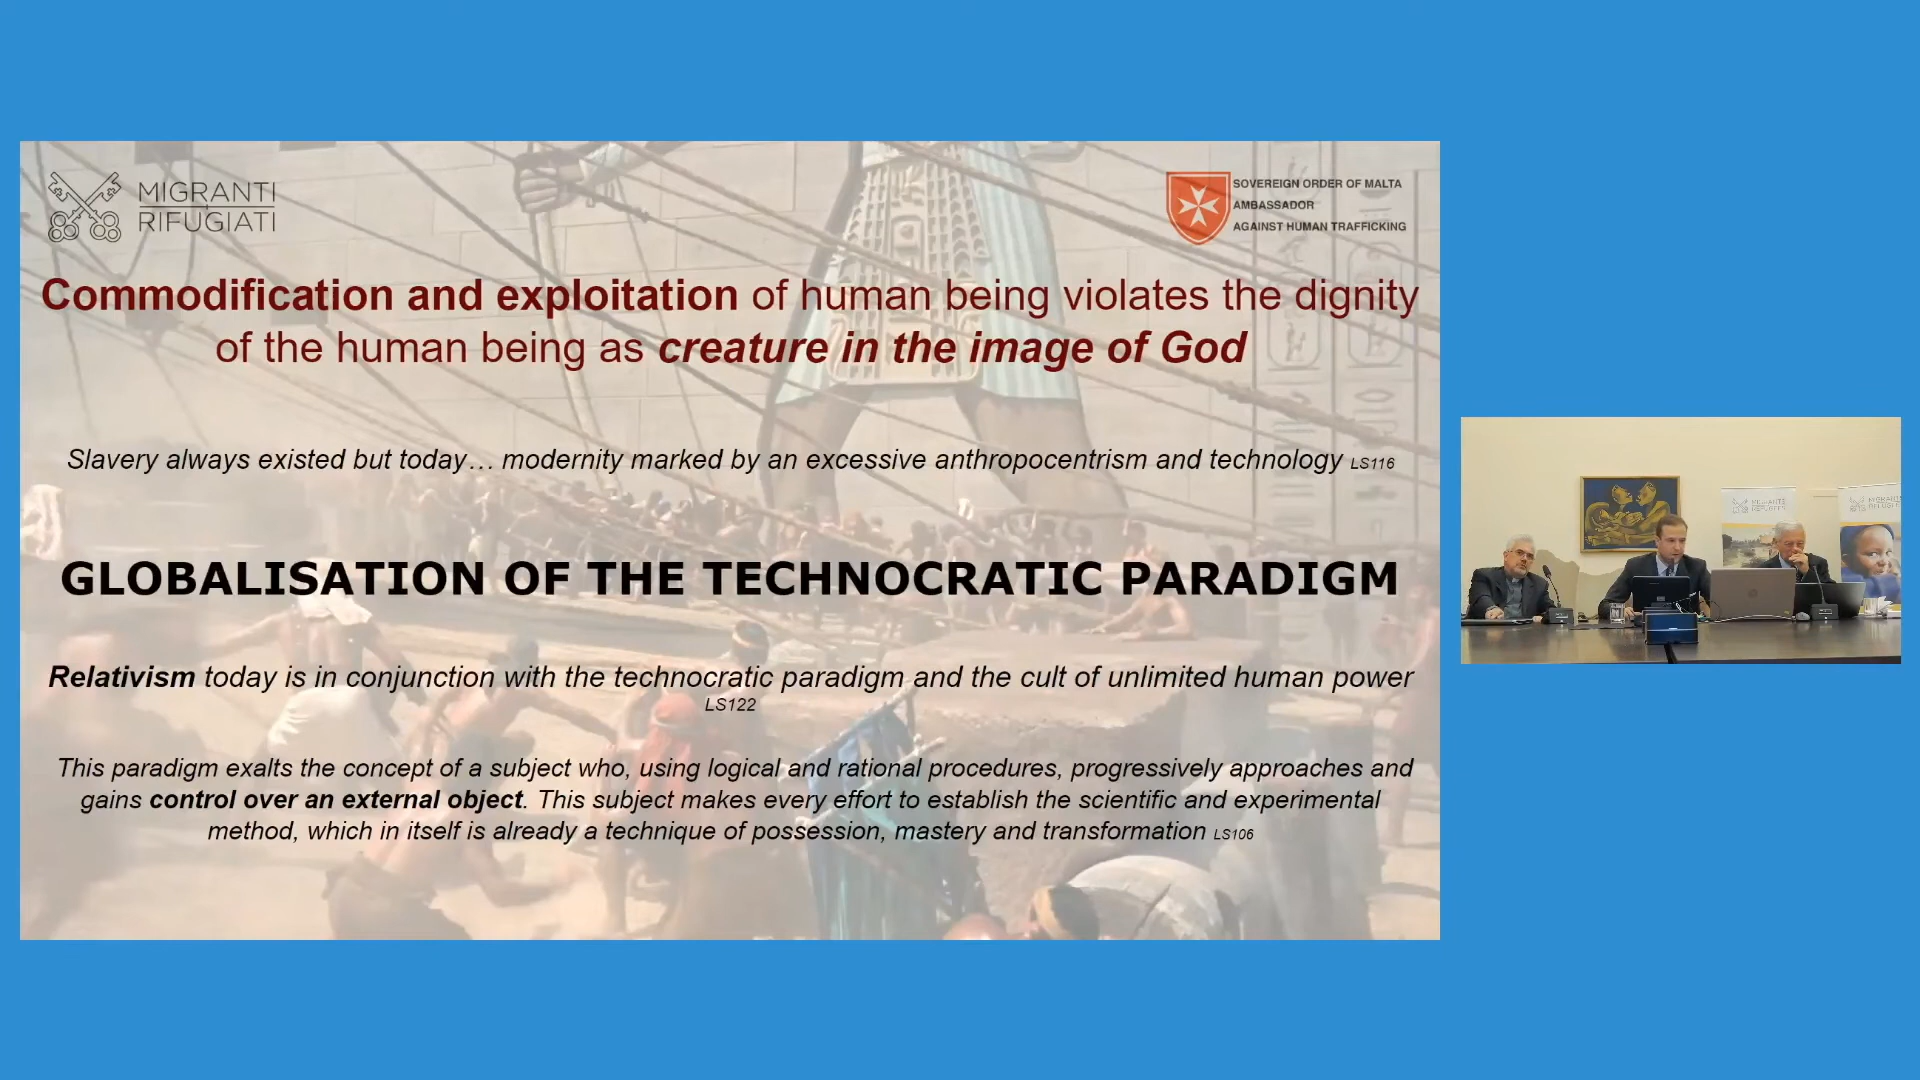 MIGRANTI
RIFUGIATI
SOVEREIGN ORDER OF MALTA
AMBASSADOR
AGAINST HUMAN TRAFFICKING
Commodification and exploitation of human being violates the dignity
of the human being as creature in the image of God
Slavery always existed but today… modernity marked by an excessive anthropocentrism and technology LS116
GLOBALISATION OF THE TECHNOCRATIC PARADIGM
Relativism today is in conjunction with the technocratic paradigm and the cult of unlimited human power
LS122
This paradigm exalts the concept of a subject who, using logical and rational procedures, progressively approaches and
gains control over an external object. This subject makes every effort to establish the scientific and experimental
method, which in itself is already a technique of possession, mastery and transformation LS106
MIGRANTI
RIFUGIATI